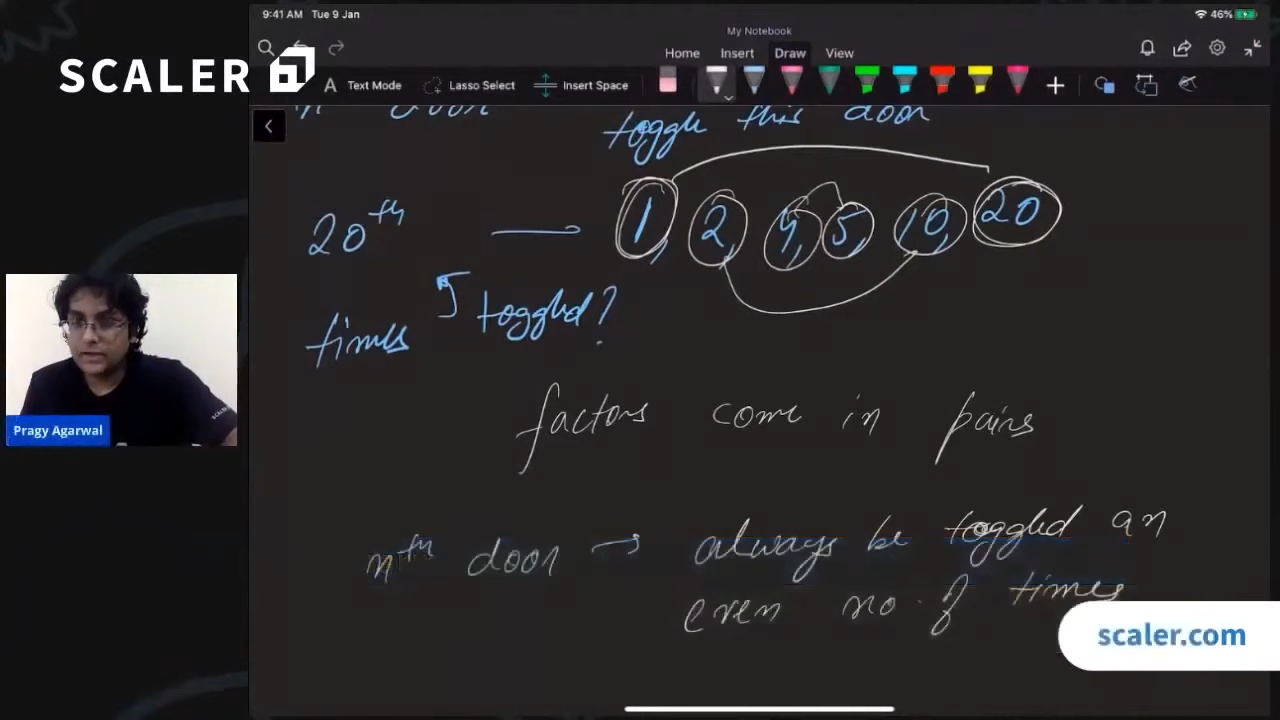 9:41 AM Tue 9 Jan
46%
My Notebook
Home Insert Draw View
SCALER
Text Mode Lasso Select Insert Space
door
toggle this door
20th — 1, 2, 4, 5, 10, 20
times toggled?
factors come in pairs
Pragy Agarwal
nth door → always be toggled an
even no. of times
scaler.com